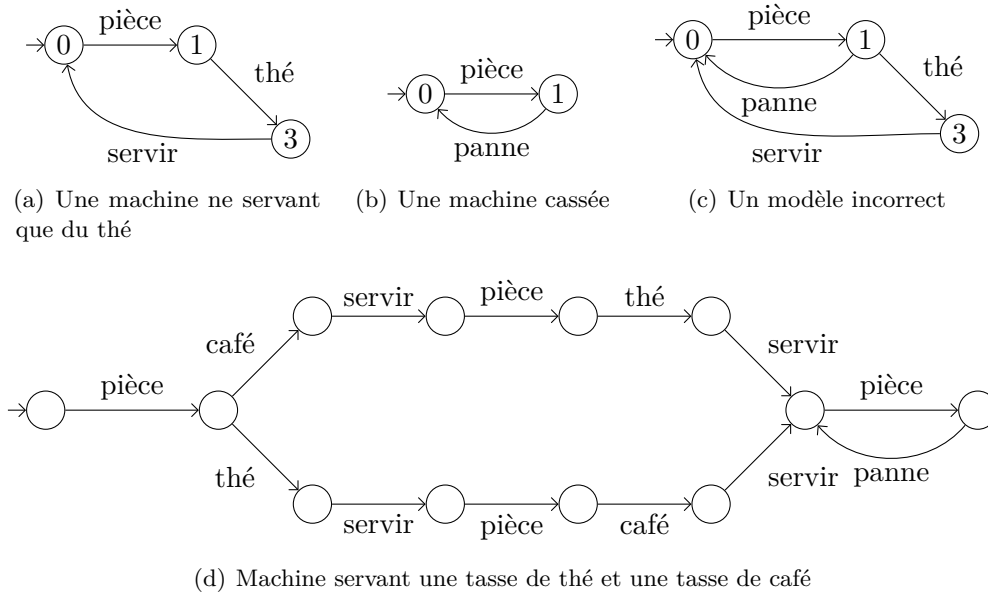 pièce
0
1
thé
servir
3
(a) Une machine ne servant
que du thé
pièce
0
1
panne
(b) Une machine cassée
pièce
0
1
thé
panne
servir
3
(c) Un modèle incorrect
servir
pièce
thé
café
servir
pièce
pièce
thé
servir
panne
servir
pièce
café
(d) Machine servant une tasse de thé et une tasse de café